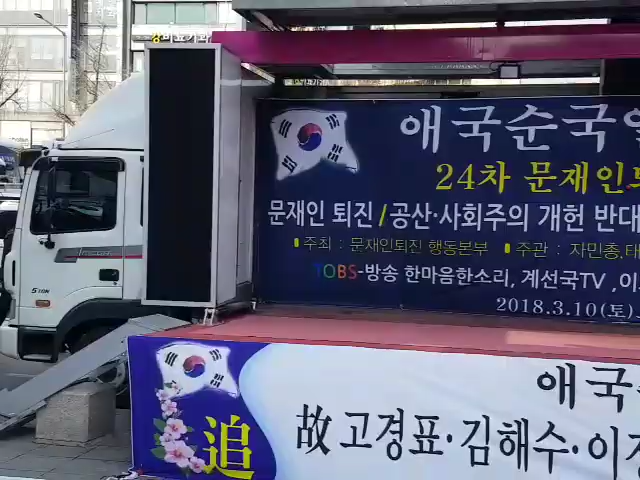 애국순국열
24차 문재인퇴
문재인 퇴진/공산·사회주의 개헌 반대
주최 : 문재인퇴진 행동본부 주관 : 자민총,태
TOBS-방송 한마음한소리, 계선국TV ,이
2018.3.10(토)
5TON
애국
追
故 고경표·김해수·이정